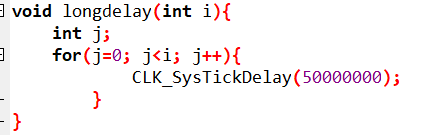 void longdelay(int i){
    int j;
    for(j=0; j<i; j++){
            CLK_SysTickDelay(50000000);
        }
}